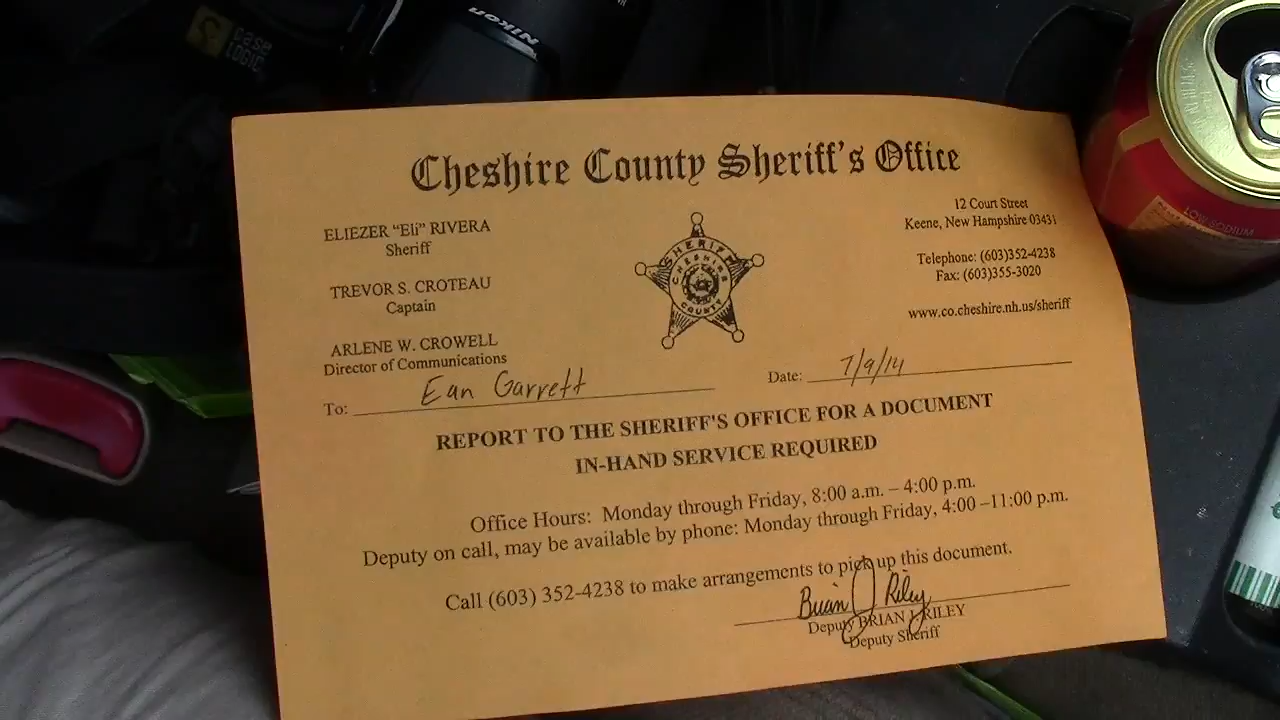 Nikon
case
LOGIC
Cheshire County Sheriff's Office
ELIEZER "Eli" RIVERA
Sheriff
TREVOR S. CROTEAU
Captain
ARLENE W. CROWELL
Director of Communications
SHERIFF
CHESHIRE
COUNTY
12 Court Street
Keene, New Hampshire 03431
Telephone: (603)352-4238
Fax: (603)355-3020
www.co.cheshire.nh.us/sheriff
To: Ean Garrett
Date: 7/9/14
REPORT TO THE SHERIFF'S OFFICE FOR A DOCUMENT
IN-HAND SERVICE REQUIRED
Office Hours: Monday through Friday, 8:00 a.m. – 4:00 p.m.
Deputy on call, may be available by phone: Monday through Friday, 4:00 –11:00 p.m.
Call (603) 352-4238 to make arrangements to pick up this document.
Brian J Riley
Deputy BRIAN J. RILEY
Deputy Sheriff
LOW SODIUM